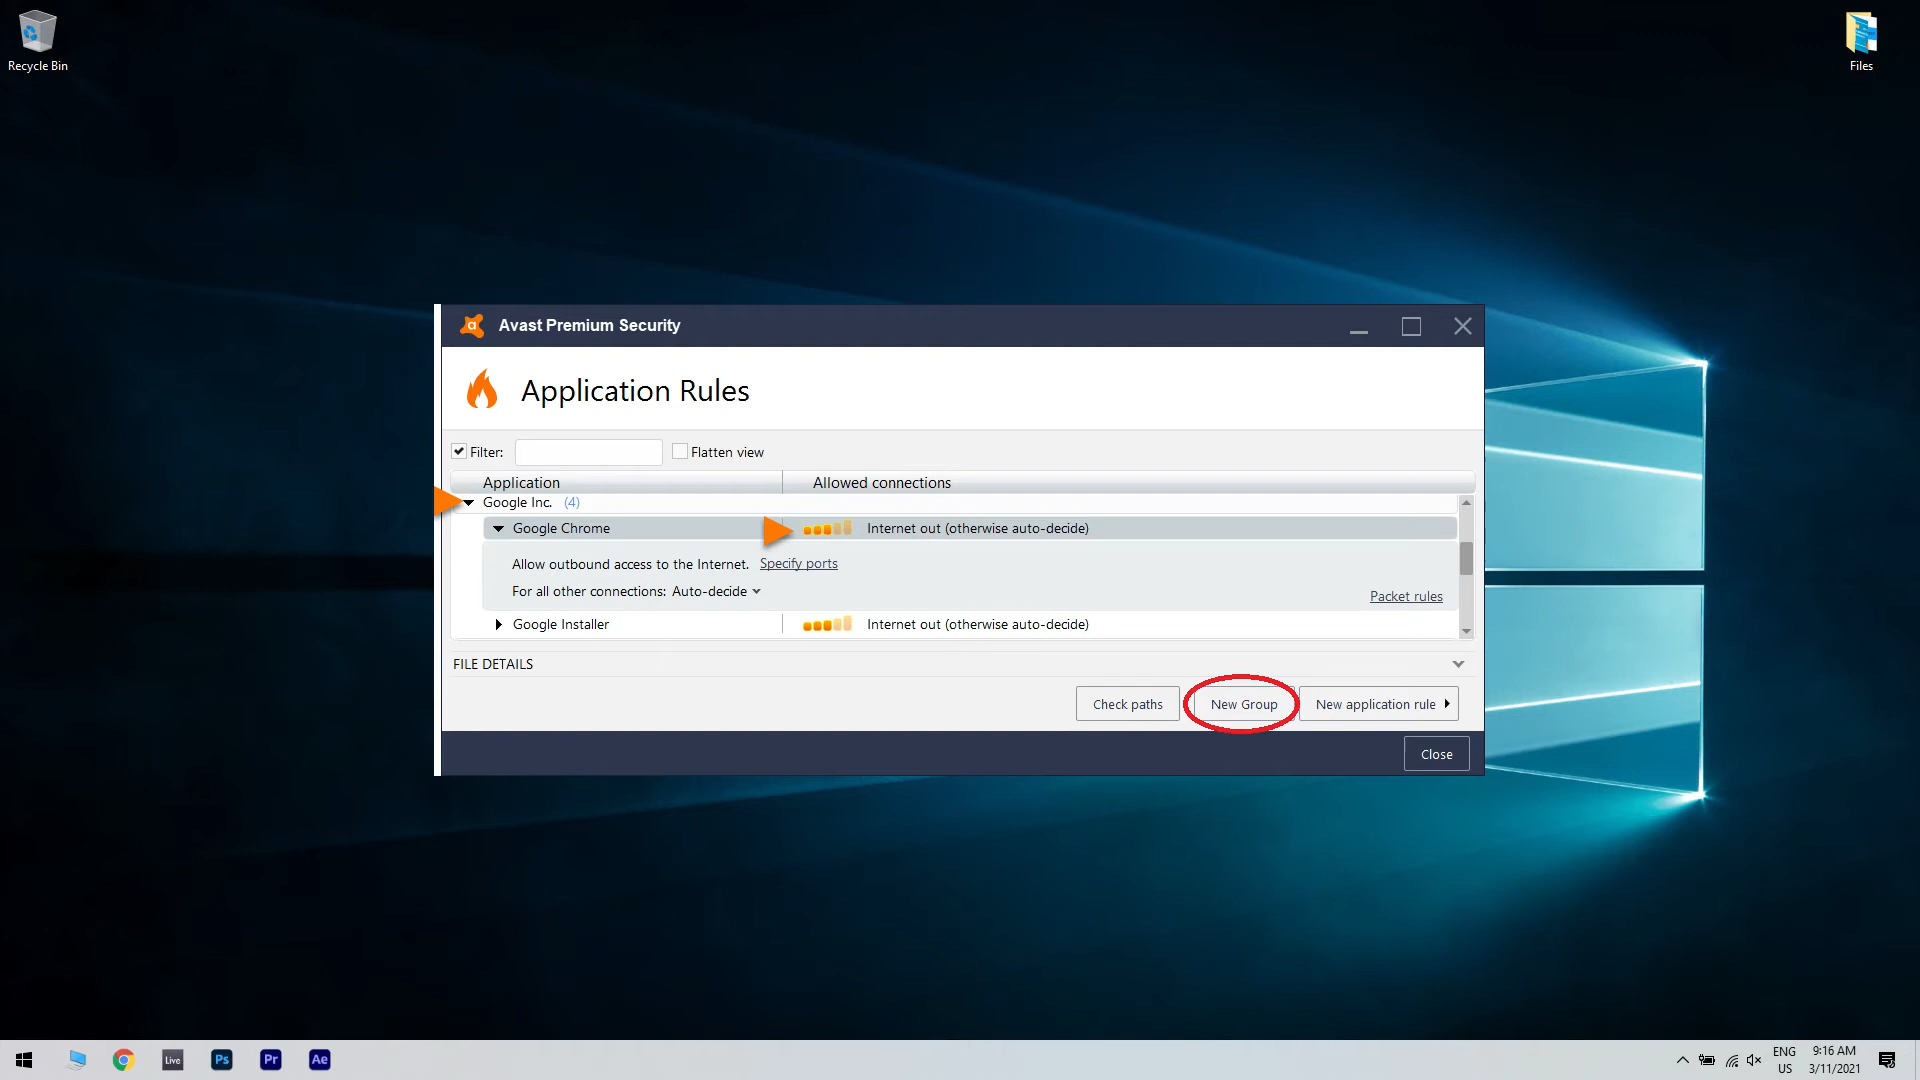 Recycle Bin
Files
Avast Premium Security
Application Rules
Filter:
Flatten view
Application
Allowed connections
Google Inc. (4)
Google Chrome
Internet out (otherwise auto-decide)
Allow outbound access to the Internet. Specify ports
For all other connections: Auto-decide
Packet rules
Google Installer
Internet out (otherwise auto-decide)
FILE DETAILS
Check paths
New Group
New application rule
Close
Live
Ps
Pr
Ae
ENG
US
9:16 AM
3/11/2021